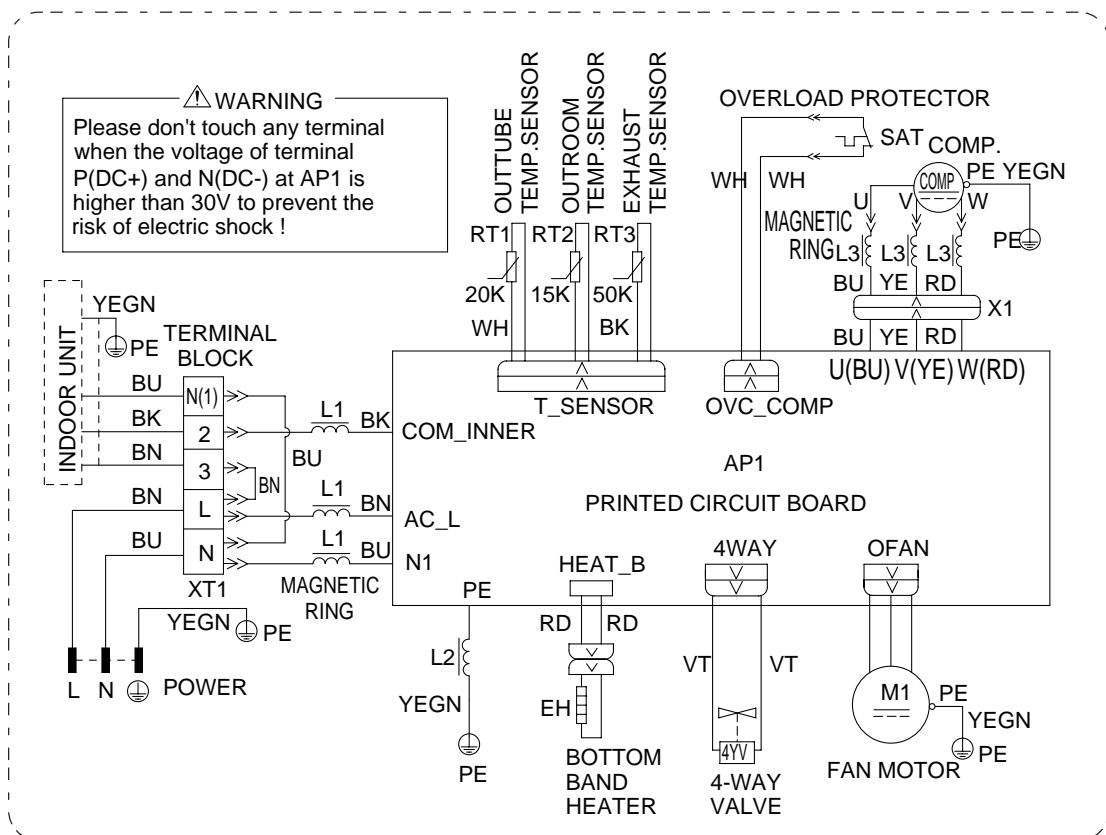 WARNING
Please don't touch any terminal
when the voltage of terminal
P(DC+) and N(DC-) at AP1 is
higher than 30V to prevent the
risk of electric shock !
OUTTUBE
TEMP.SENSOR
OUTROOM
TEMP.SENSOR
EXHAUST
TEMP.SENSOR
RT1
RT2
RT3
20K
15K
50K
WH
BK
T_SENSOR
OVERLOAD PROTECTOR
SAT
WH
WH
OVC_COMP
COMP.
COMP
PE YEGN
PE
U
V
W
MAGNETIC
RING
L3
L3
L3
BU
YE
RD
X1
BU
YE
RD
U(BU) V(YE) W(RD)
INDOOR UNIT
YEGN
PE
TERMINAL
BLOCK
BU
N(1)
BK
2
BN
3
BN
L
BU
N
XT1
BU
BN
L1
BK
COM_INNER
L1
BN
AC_L
L1
BU
N1
MAGNETIC
RING
YEGN
PE
L
N
POWER
AP1
PRINTED CIRCUIT BOARD
PE
L2
YEGN
PE
HEAT_B
RD
RD
EH
BOTTOM
BAND
HEATER
4WAY
VT
VT
4YV
4-WAY
VALVE
OFAN
M1
PE
YEGN
PE
FAN MOTOR